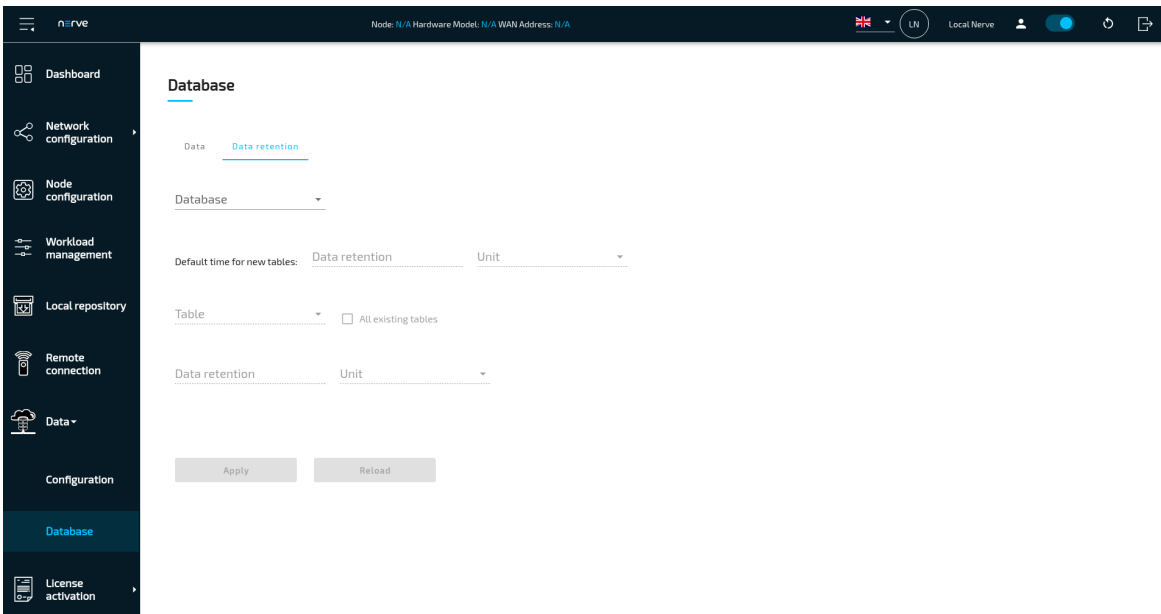 nerve
Node: N/A Hardware Model: N/A WAN Address: N/A
LN
Local Nerve
Dashboard
Network
configuration
Node
configuration
Workload
management
Local repository
Remote
connection
Data
Configuration
Database
License
activation
Database
Data Data retention
Database
Default time for new tables: Data retention Unit
Table All existing tables
Data retention Unit
Apply Reload